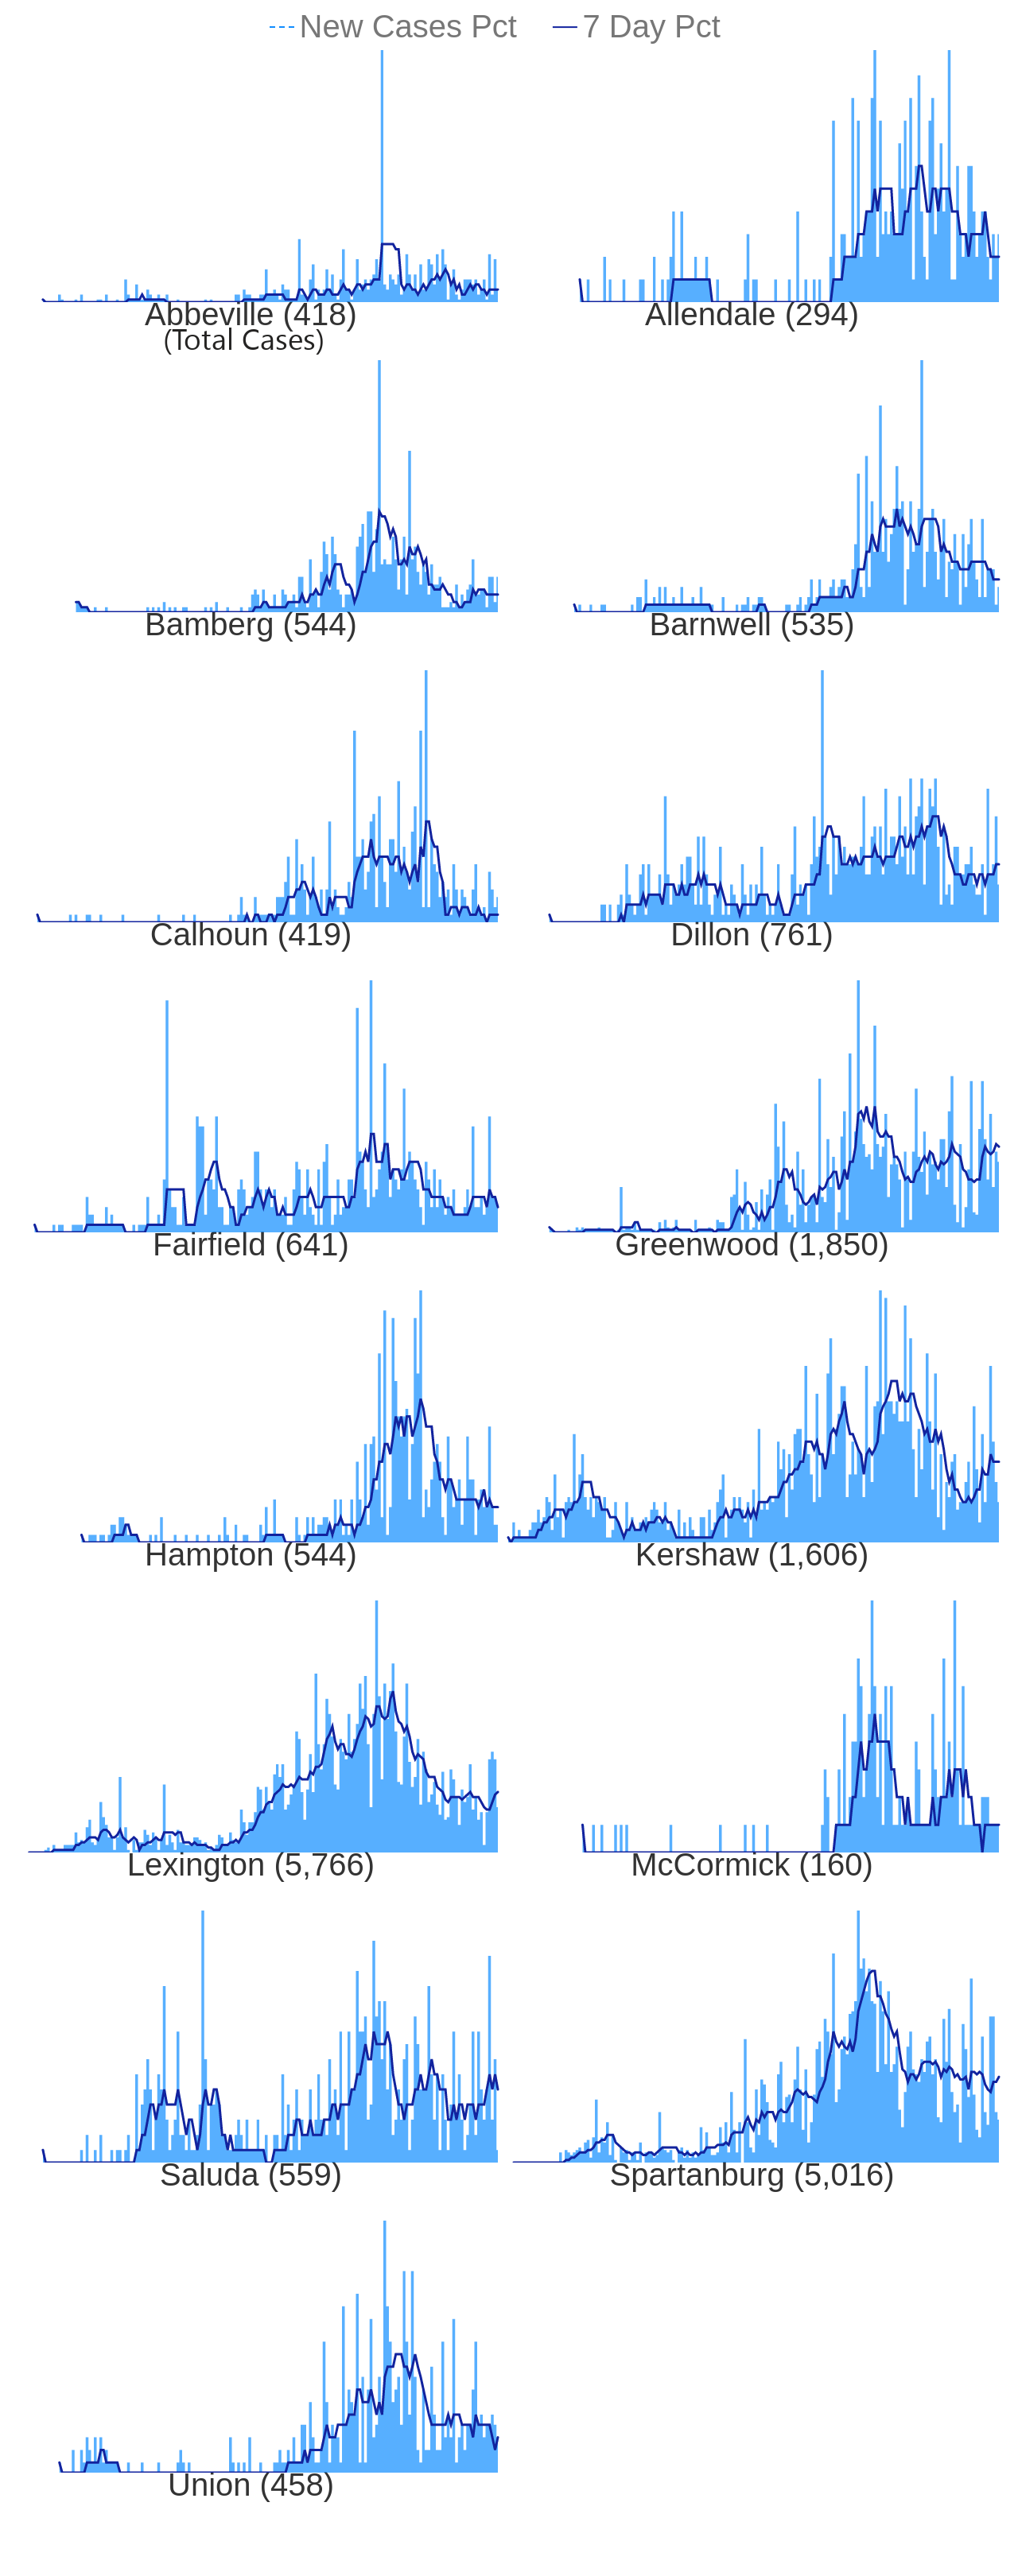 New Cases Pct 7 Day Pct
Abbeville (418) Allendale (294)
(Total Cases)
Bamberg (544) Barnwell (535)
Calhoun (419) Dillon (761)
Fairfield (641) Greenwood (1,850)
Hampton (544) Kershaw (1,606)
Lexington (5,766) McCormick (160)
Saluda (559) Spartanburg (5,016)
Union (458)